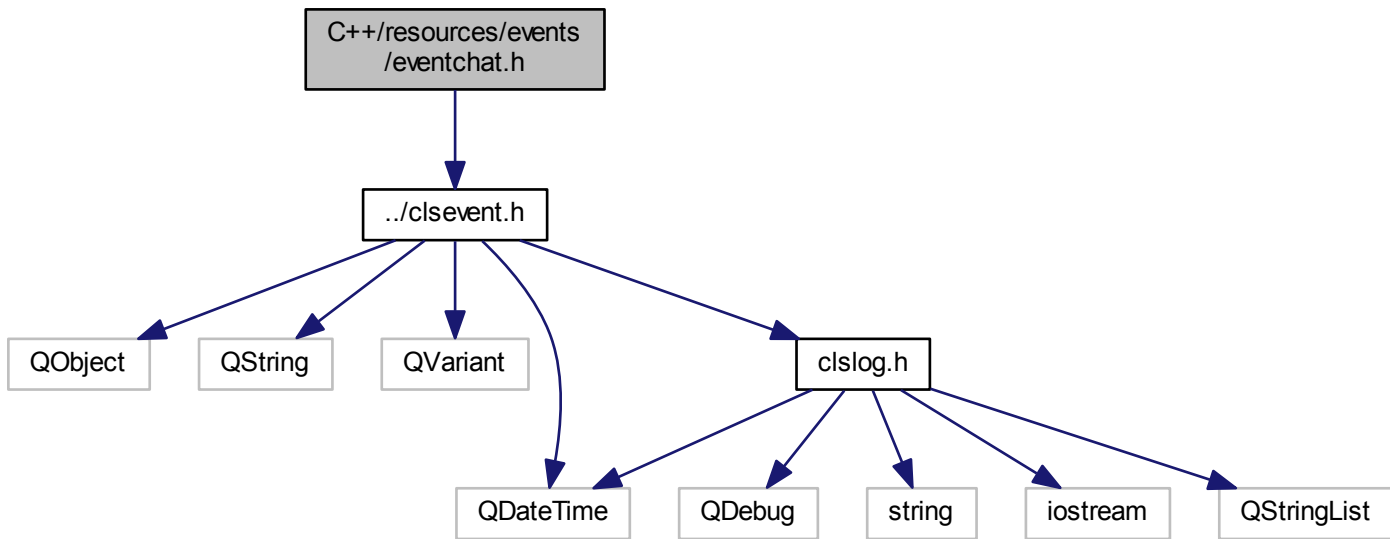 C++/resources/events
/eventchat.h
../clsevent.h
QObject
QString
QVariant
clslog.h
QDateTime
QDebug
string
iostream
QStringList